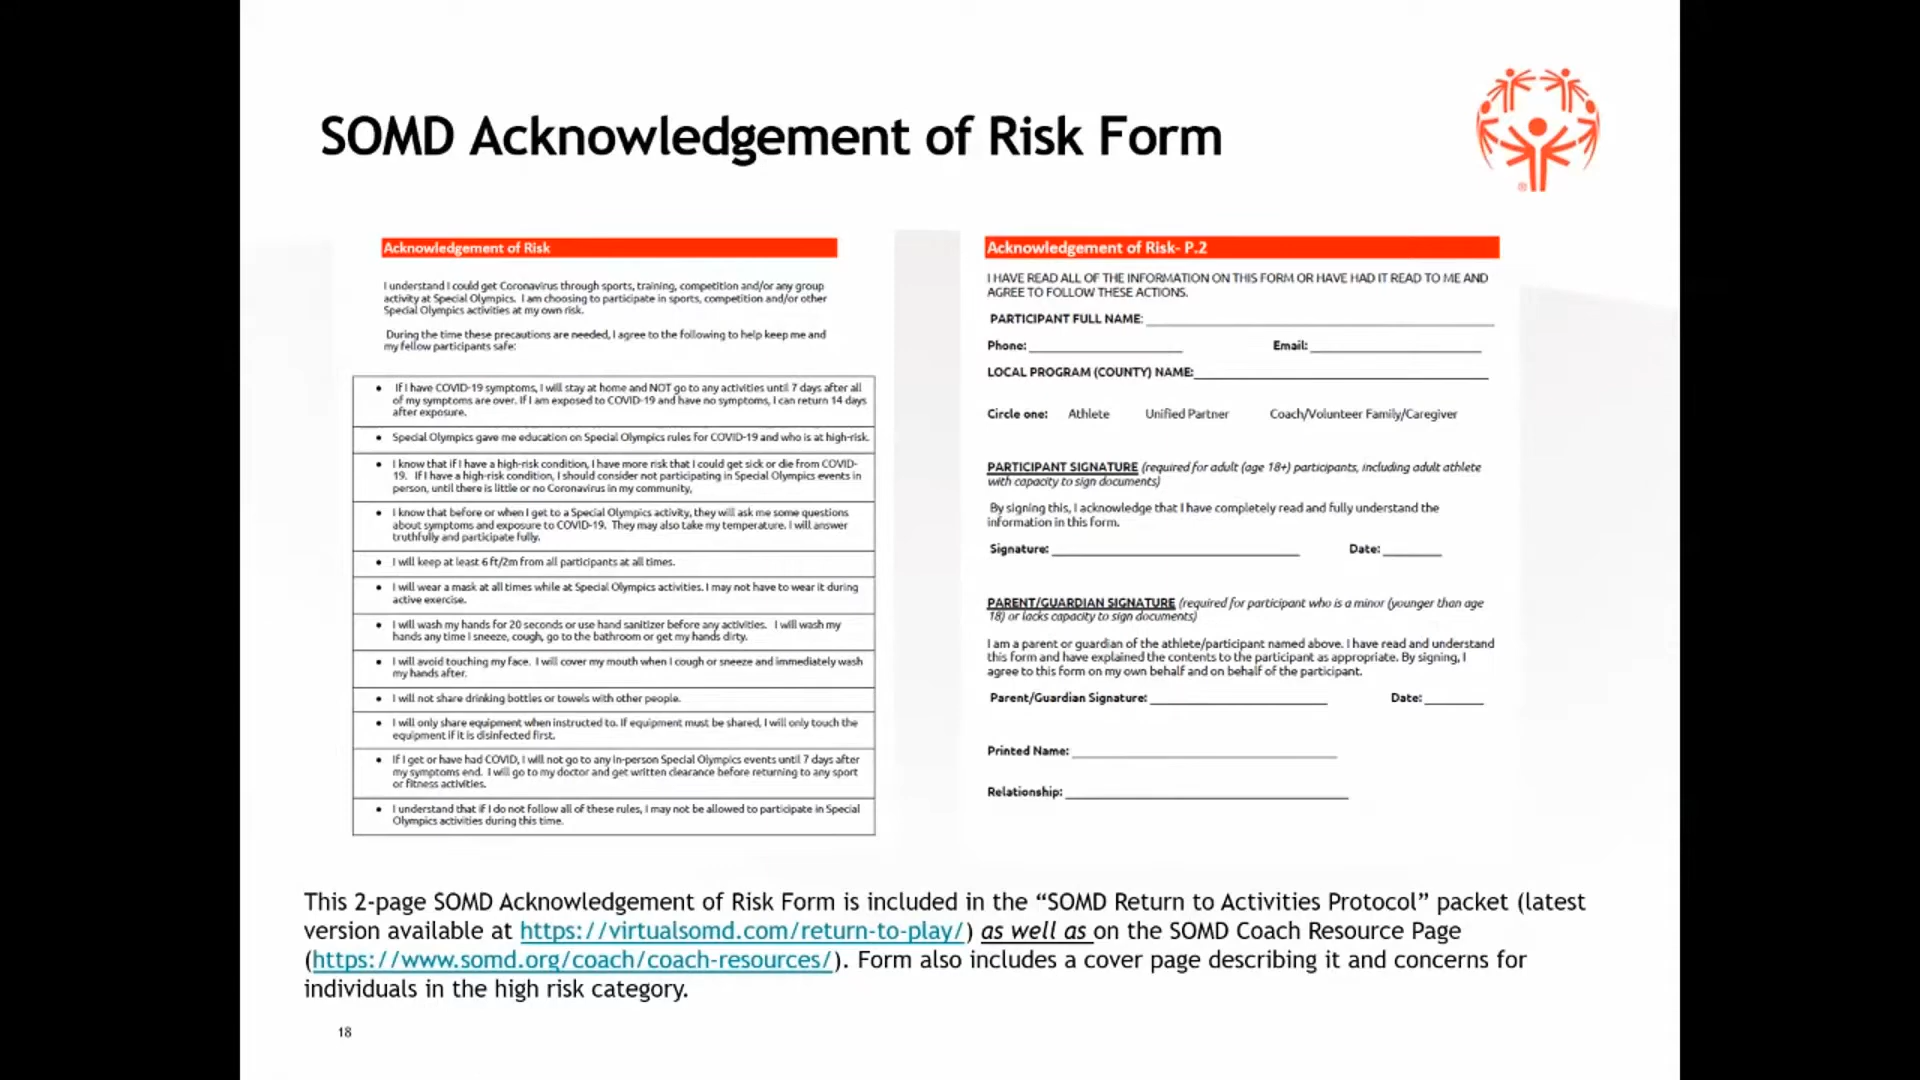 SOMD Acknowledgement of Risk Form
®
Acknowledgement of Risk
I understand I could get Coronavirus through sports, training, competition and/or any group
activity at Special Olympics. I am choosing to participate in sports, competition and/or other
Special Olympics activities at my own risk.
During the time these precautions are needed, I agree to the following to help keep me and
my fellow participants safe:
• If I have COVID-19 symptoms, I will stay at home and NOT go to any activities until 7 days after all
of my symptoms are over. If I am exposed to COVID-19 and have no symptoms, I can return 14 days
after exposure.
• Special Olympics gave me education on Special Olympics rules for COVID-19 and who is at high-risk.
• I know that if I have a high-risk condition, I have more risk that I could get sick or die from COVID-
19. If I have a high-risk condition, I should consider not participating in Special Olympics events in
person, until there is little or no Coronavirus in my community,
• I know that before or when I get to a Special Olympics activity, they will ask me some questions
about symptoms and exposure to COVID-19. They may also take my temperature. I will answer
truthfully and participate fully.
• I will keep at least 6 ft/2m from all participants at all times.
• I will wear a mask at all times while at Special Olympics activities. I may not have to wear it during
active exercise.
• I will wash my hands for 20 seconds or use hand sanitizer before any activities. I will wash my
hands any time I sneeze, cough, go to the bathroom or get my hands dirty.
• I will avoid touching my face. I will cover my mouth when I cough or sneeze and immediately wash
my hands after.
• I will not share drinking bottles or towels with other people.
• I will only share equipment when instructed to. If equipment must be shared, I will only touch the
equipment if it is disinfected first.
• If I get or have had COVID, I will not go to any in-person Special Olympics events until 7 days after
my symptoms end. I will go to my doctor and get written clearance before returning to any sport
or fitness activities.
• I understand that if I do not follow all of these rules, I may not be allowed to participate in Special
Olympics activities during this time.
Acknowledgement of Risk- P.2
I HAVE READ ALL OF THE INFORMATION ON THIS FORM OR HAVE HAD IT READ TO ME AND
AGREE TO FOLLOW THESE ACTIONS.
PARTICIPANT FULL NAME:
Phone: Email:
LOCAL PROGRAM (COUNTY) NAME:
Circle one: Athlete Unified Partner Coach/Volunteer Family/Caregiver
PARTICIPANT SIGNATURE (required for adult (age 18+) participants, including adult athlete
with capacity to sign documents)
By signing this, I acknowledge that I have completely read and fully understand the
information in this form.
Signature: Date:
PARENT/GUARDIAN SIGNATURE (required for participant who is a minor (younger than age
18) or lacks capacity to sign documents)
I am a parent or guardian of the athlete/participant named above. I have read and understand
this form and have explained the contents to the participant as appropriate. By signing, I
agree to this form on my own behalf and on behalf of the participant.
Parent/Guardian Signature: Date:
Printed Name:
Relationship:
This 2-page SOMD Acknowledgement of Risk Form is included in the “SOMD Return to Activities Protocol” packet (latest
version available at https://virtualsomd.com/return-to-play/) as well as on the SOMD Coach Resource Page
(https://www.somd.org/coach/coach-resources/). Form also includes a cover page describing it and concerns for
individuals in the high risk category.
18